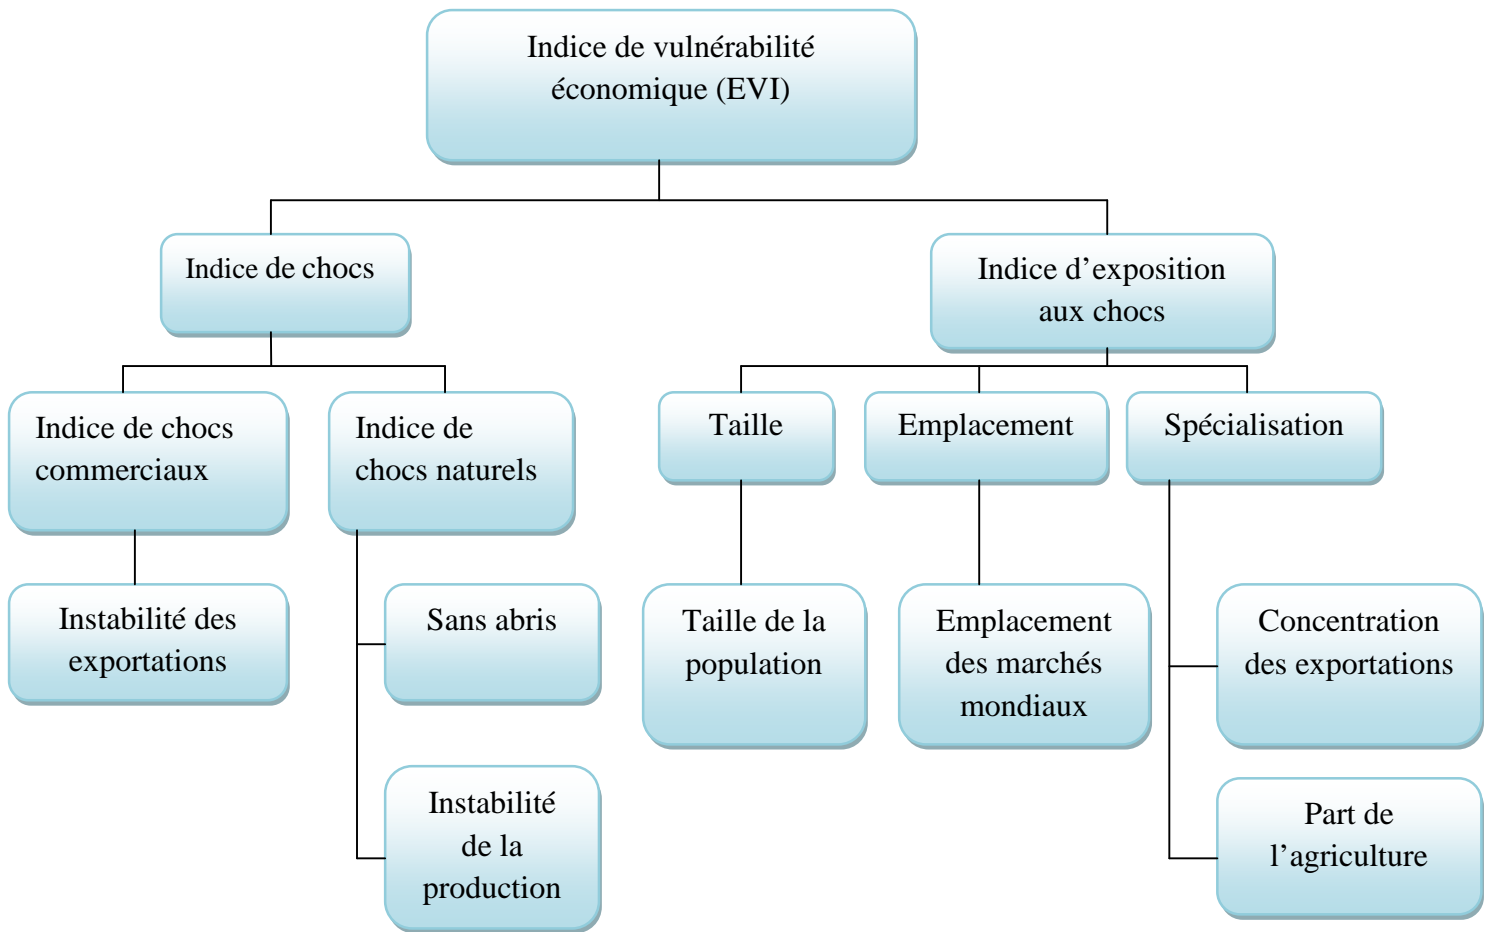 Indice de vulnérabilité
économique (EVI)
Indice de chocs
Indice d’exposition
aux chocs
Indice de chocs
commerciaux
Indice de
chocs naturels
Taille
Emplacement
Spécialisation
Instabilité des
exportations
Sans abris
Taille de la
population
Emplacement
des marchés
mondiaux
Concentration
des exportations
Instabilité
de la
production
Part de
l’agriculture